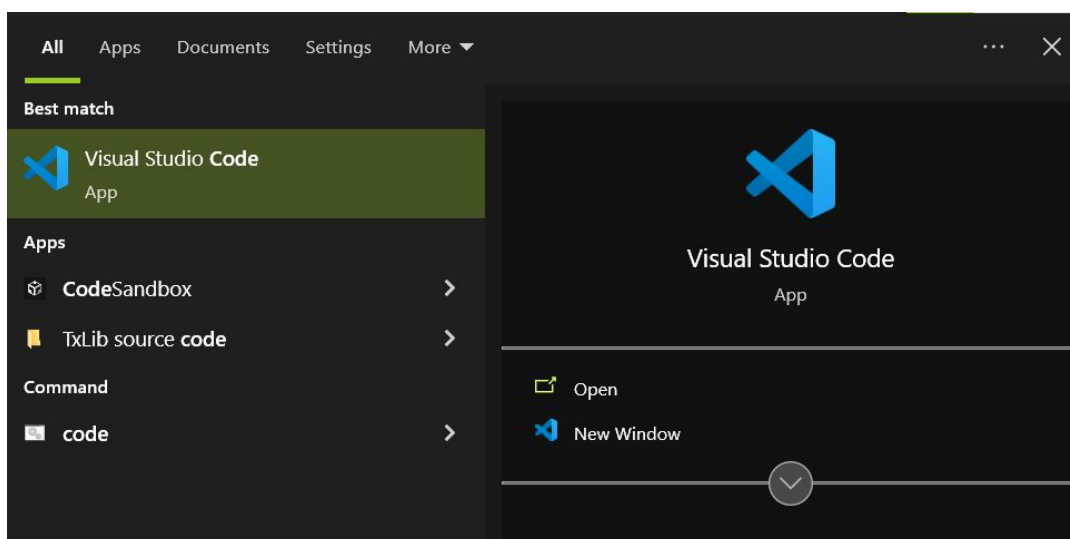 All Apps Documents Settings More
Best match
Visual Studio Code
App
Apps
CodeSandbox
TxLib source code
Command
code
Visual Studio Code
App
Open
New Window